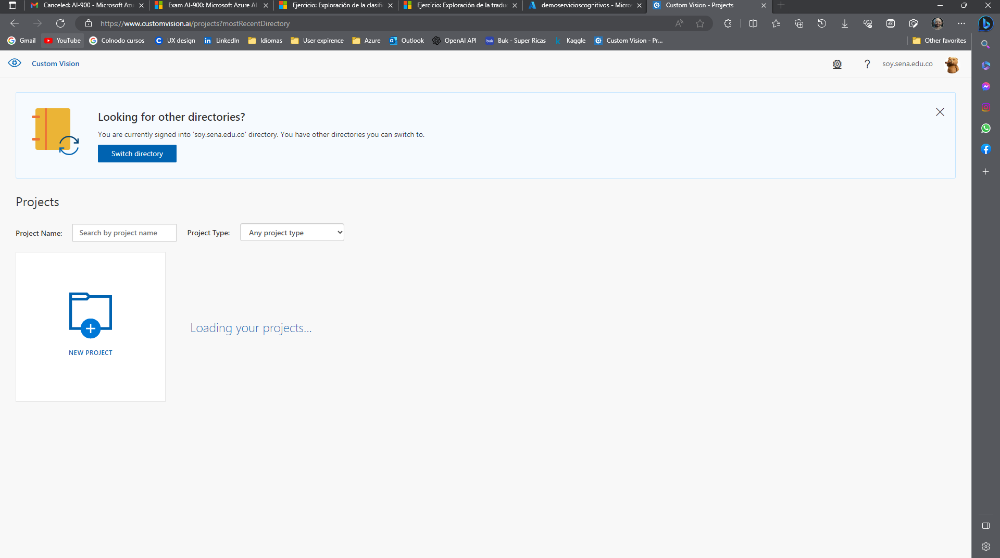 Canceled: AI-900 - Microsoft Azu
Exam AI-900: Microsoft Azure AI
Ejercicio: Exploración de la clasifi
Ejercicio: Exploración de la tradu
demoservicioscognitivos - Micros
Custom Vision - Projects
https://www.customvision.ai/projects?mostRecentDirectory
Gmail
YouTube
Colnodo cursos
UX design
LinkedIn
Idiomas
User expirence
Azure
Outlook
OpenAI API
buk
Buk - Super Ricas
Kaggle
Custom Vision - Pr...
Other favorites
Custom Vision
soy.sena.edu.co
Looking for other directories?
You are currently signed into 'soy.sena.edu.co' directory. You have other directories you can switch to.
Switch directory
Projects
Project Name:
Search by project name
Project Type:
Any project type
NEW PROJECT
Loading your projects...